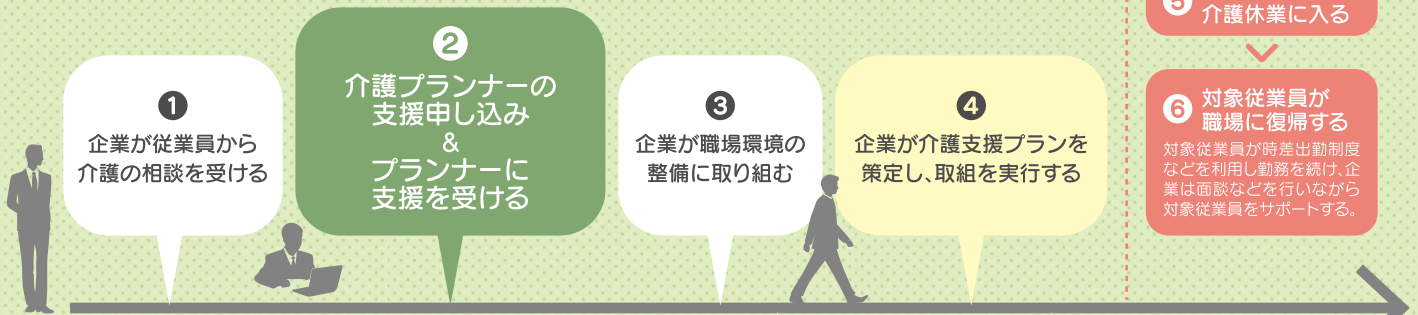 ❶
企業が従業員から
介護の相談を受ける
❷
介護プランナーの
支援申し込み
&
プランナーに
支援を受ける
❸
企業が職場環境の
整備に取り組む
❹
企業が介護支援プランを
策定し、取組を実行する
❺
介護休業に入る
❻
対象従業員が
職場に復帰する
対象従業員が時差出勤制度
などを利用し勤務を続け、企
業は面談などを行いながら
対象従業員をサポートする。